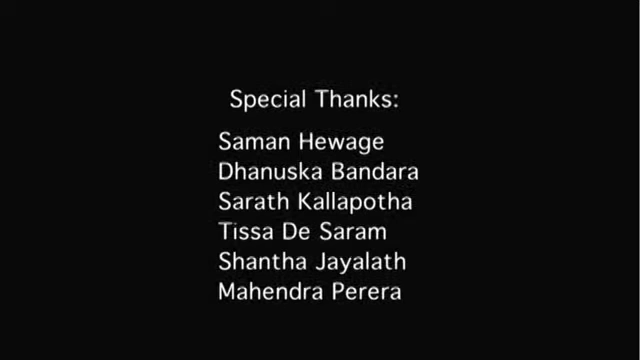 Special Thanks:
Saman Hewage
Dhanuska Bandara
Sarath Kallapotha
Tissa De Saram
Shantha Jayalath
Mahendra Perera